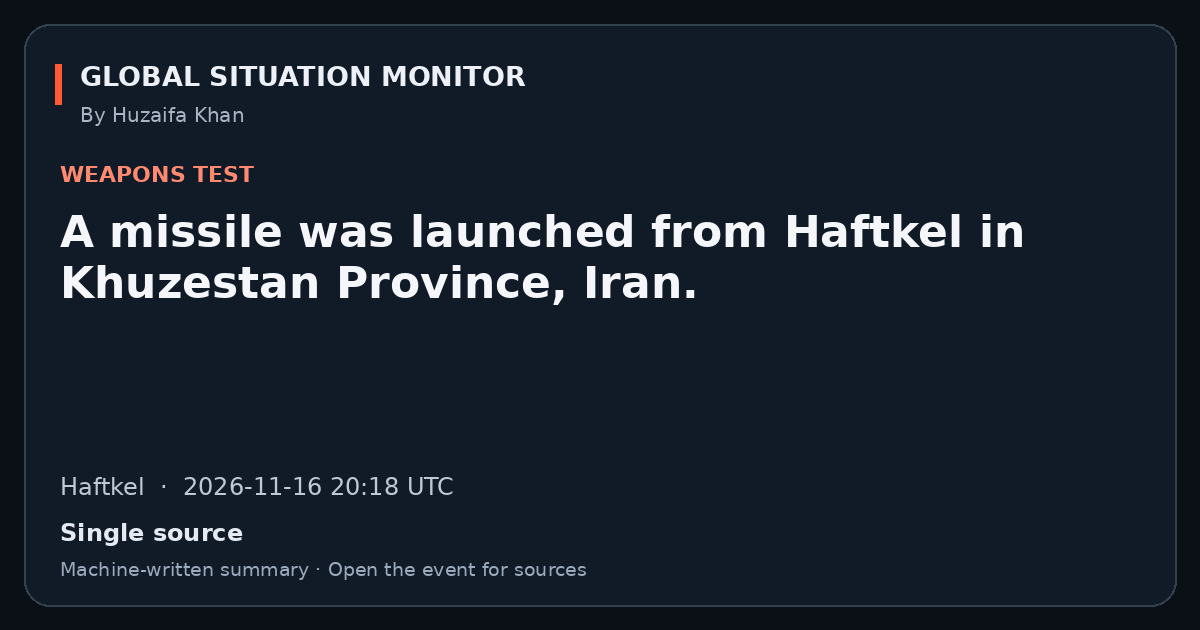 GLOBAL SITUATION MONITOR
By Huzaifa Khan
WEAPONS TEST
A missile was launched from Haftkel in
Khuzestan Province, Iran.
Haftkel · 2026-11-16 20:18 UTC
Single source
Machine-written summary · Open the event for sources